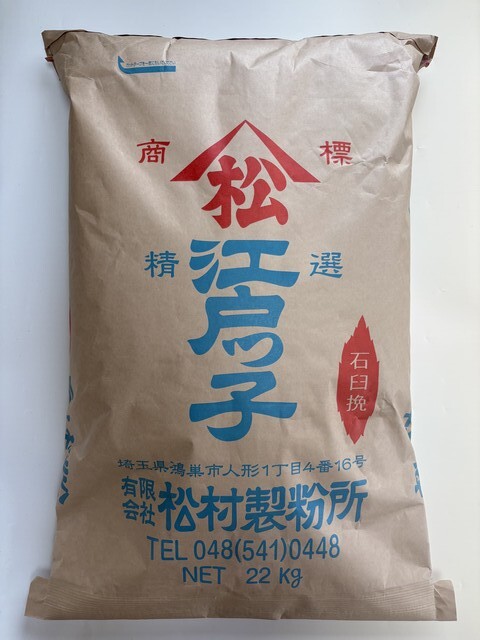 商標
松
精選
江戸ッ子
石臼挽
埼玉県鴻巣市人形1丁目4番16号
有限会社 松村製粉所
TEL 048(541)0448
NET 22 Kg